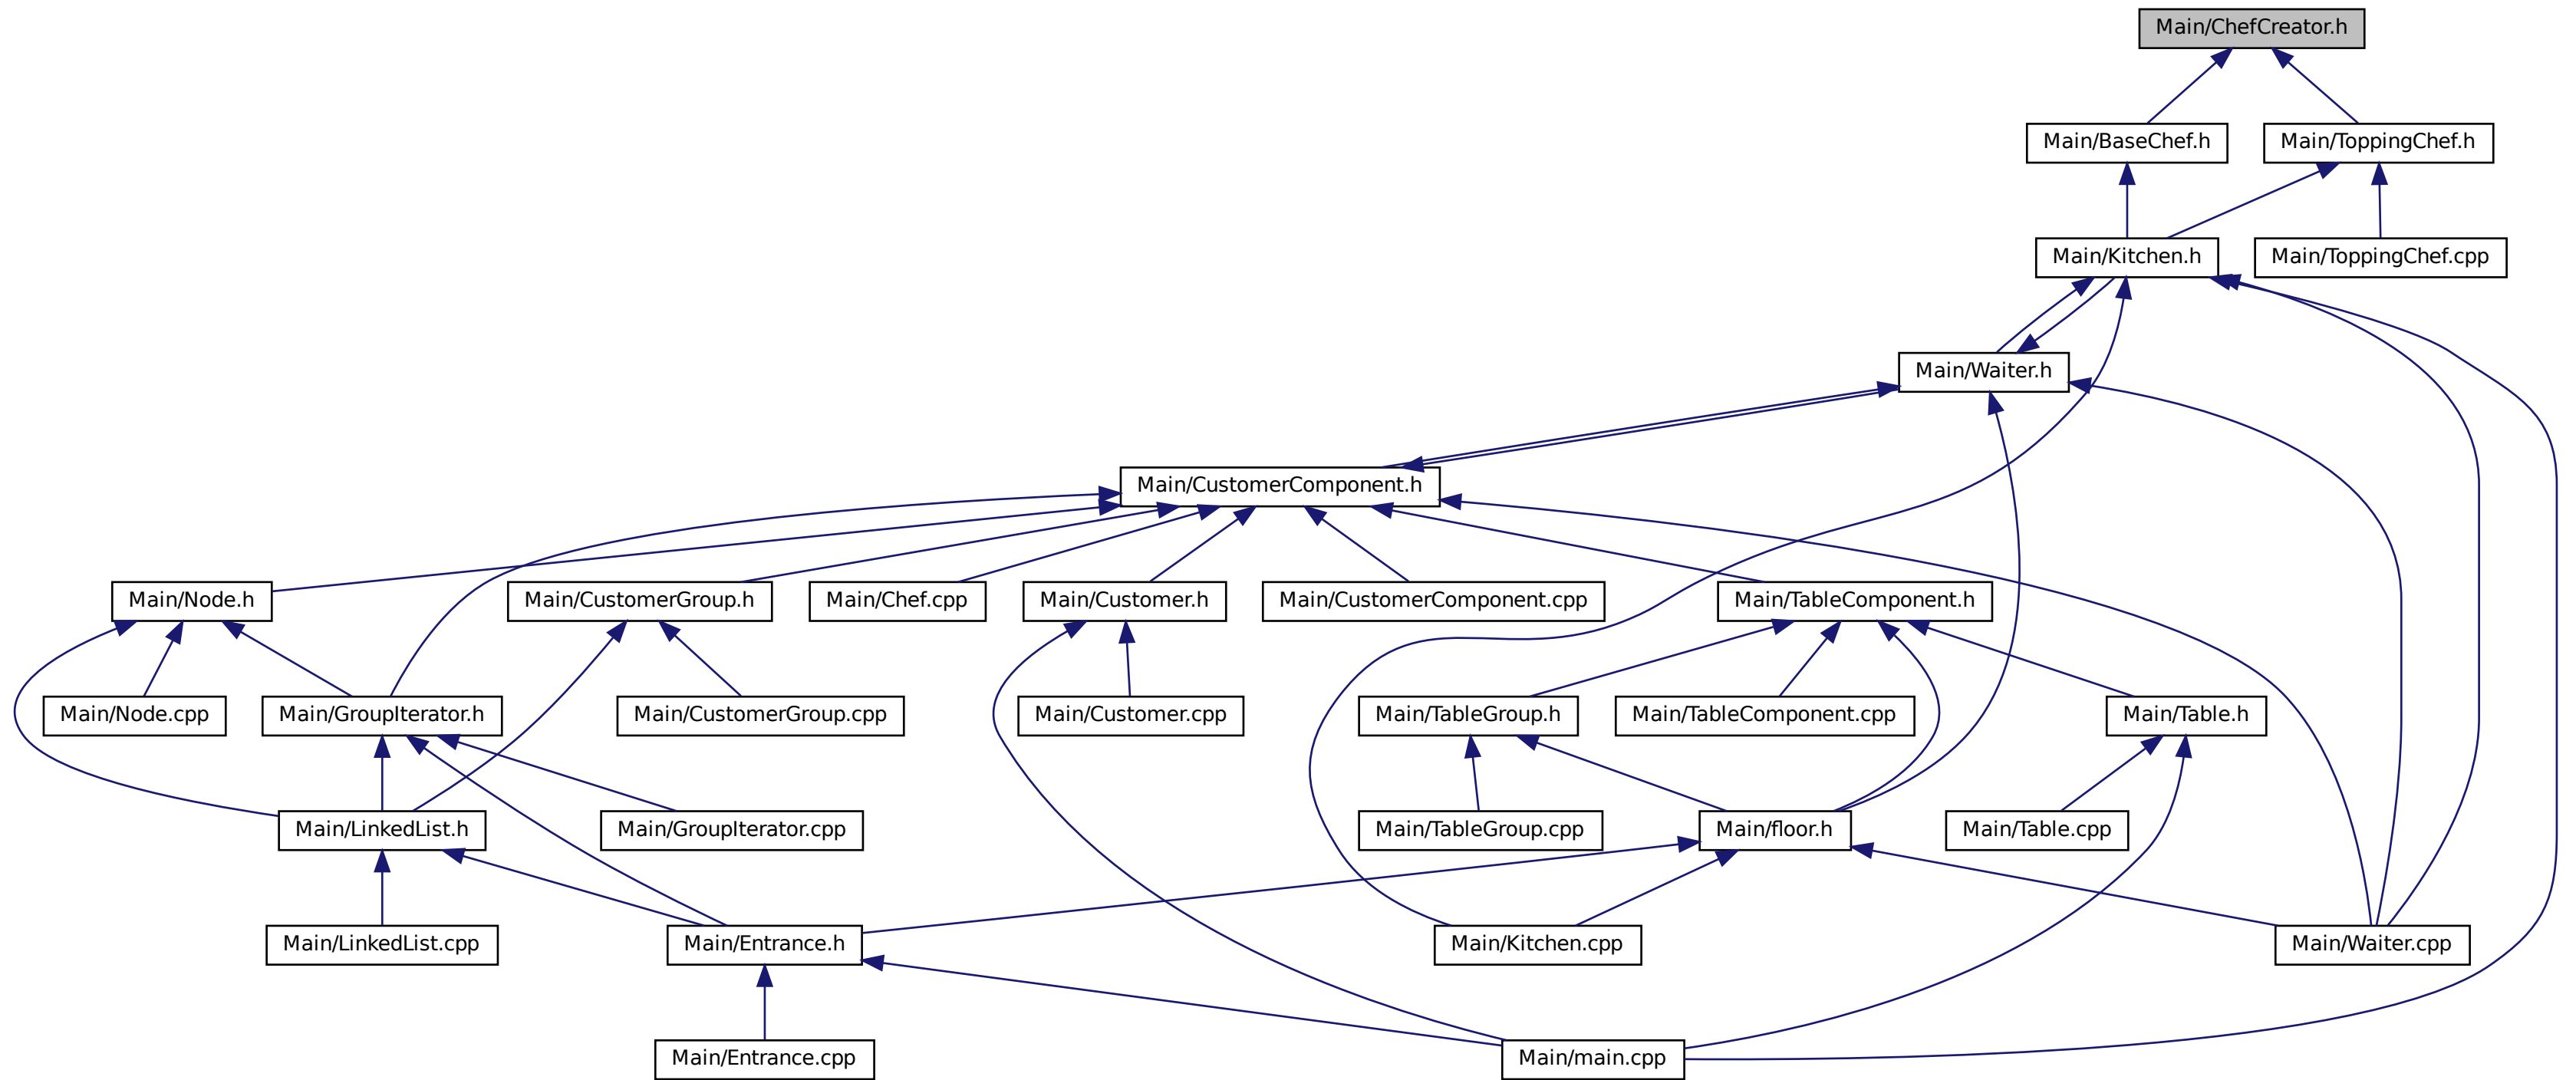 Main/ChefCreator.h
Main/BaseChef.h
Main/ToppingChef.h
Main/Kitchen.h
Main/ToppingChef.cpp
Main/Waiter.h
Main/CustomerComponent.h
Main/Node.h
Main/CustomerGroup.h
Main/Chef.cpp
Main/Customer.h
Main/CustomerComponent.cpp
Main/TableComponent.h
Main/Node.cpp
Main/GroupIterator.h
Main/CustomerGroup.cpp
Main/Customer.cpp
Main/TableGroup.h
Main/TableComponent.cpp
Main/Table.h
Main/LinkedList.h
Main/GroupIterator.cpp
Main/TableGroup.cpp
Main/floor.h
Main/Table.cpp
Main/LinkedList.cpp
Main/Entrance.h
Main/Kitchen.cpp
Main/Waiter.cpp
Main/Entrance.cpp
Main/main.cpp